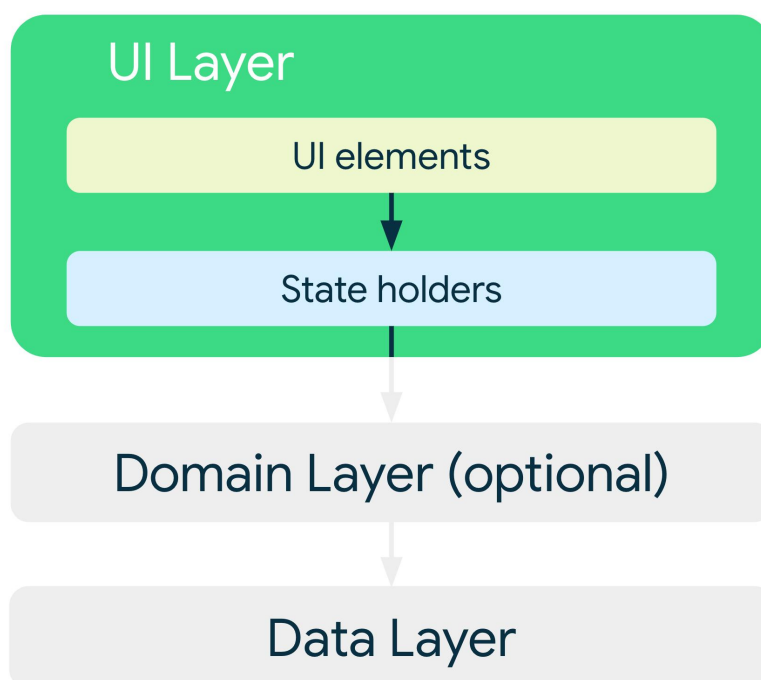 UI Layer
UI elements
State holders
Domain Layer (optional)
Data Layer